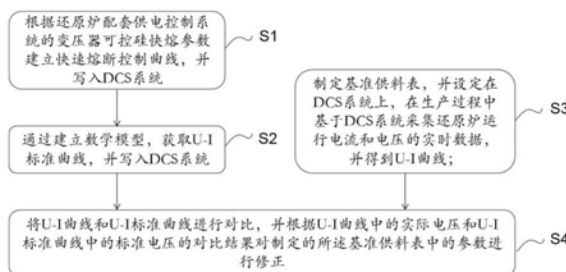 根据还原炉配套供电控制系
统的变压器可控硅快熔参数
建立快速熔断控制曲线，并
写入DCS系统
S1
通过建立数学模型，获取U-I
标准曲线，并写入DCS系统
S2
制定基准供料表，并设定在
DCS系统上，在生产过程中
基于DCS系统采集还原炉运
行电流和电压的实时数据，
并得到U-I曲线；
S3
将U-I曲线和U-I标准曲线进行对比，并根据U-I曲线中的实际电压和U-I
标准曲线中的标准电压的对比结果对制定的所述基准供料表中的参数进
行修正
S4